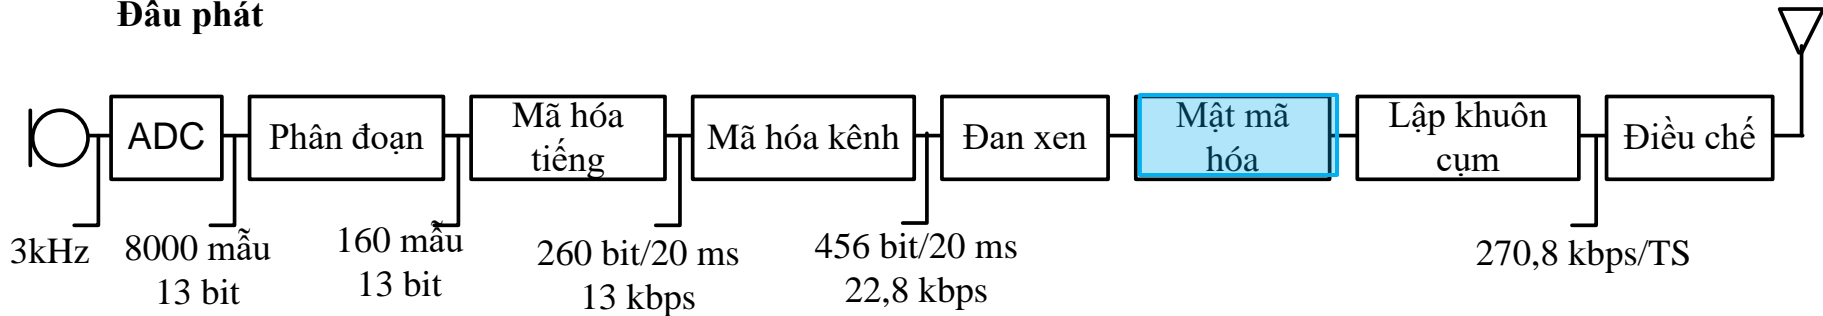 Đầu phát
ADC
Phân đoạn
Mã hóa
tiếng
Mã hóa kênh
Đan xen
Mật mã
hóa
Lập khuôn
cụm
Điều chế
3kHz
8000 mẫu
13 bit
160 mẫu
13 bit
260 bit/20 ms
13 kbps
456 bit/20 ms
22,8 kbps
270,8 kbps/TS